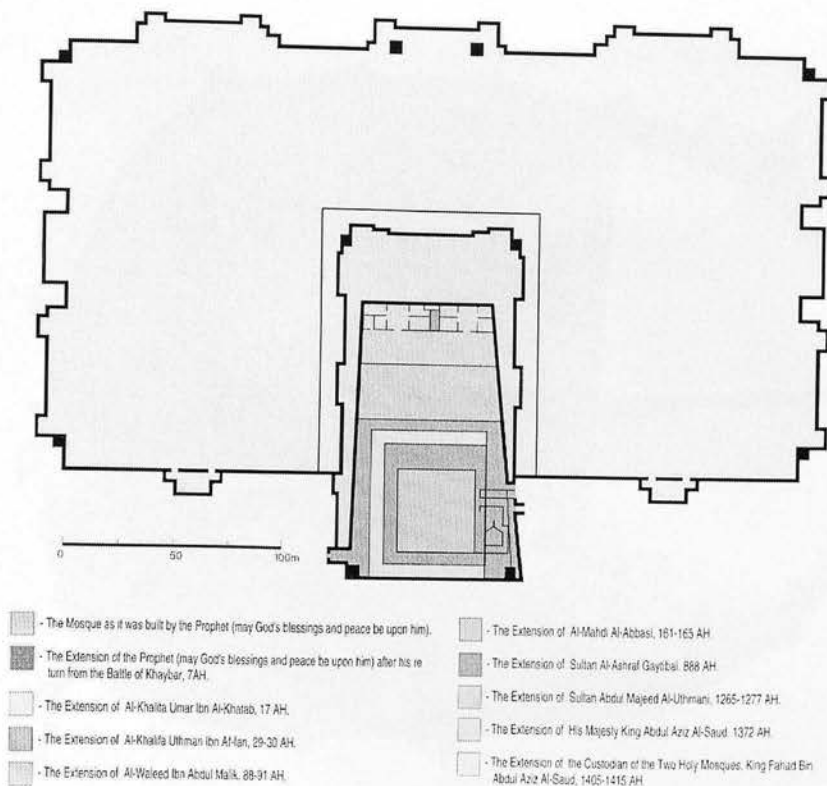 0 50 100m
- The Mosque as it was built by the Prophet (may God's blessings and peace be upon him).
- The Extension of the Prophet (may God's blessings and peace be upon him) after his re
turn from the Battle of Khaybar, 7AH.
- The Extension of Al-Khalifa Umar Ibn Al-Khatab, 17 AH.
- The Extension of Al-Khalifa Uthman Ibn Af-fan, 29-30 AH.
- The Extension of Al-Waleed Ibn Abdul Malik, 88-91 AH.
- The Extension of Al-Mahdi Al-Abbasi, 161-165 AH.
- The Extension of Sultan Al-Ashraf Gaytibai, 888 AH.
- The Extension of Sultan Abdul Majeed Al-Uthmani, 1265-1277 AH.
- The Extension of His Majesty King Abdul Aziz Al-Saud, 1372 AH.
- The Extension of the Custodian of the Two Holy Mosques, King Fahad Bin
Abdul Aziz Al-Saud, 1405-1415 AH.